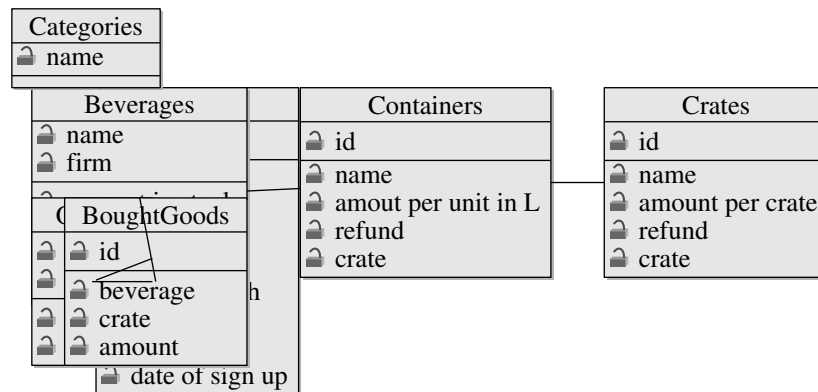 Categories
name
Beverages
name
firm
BoughtGoods
id
beverage
crate
amount
date of sign up
Containers
id
name
amout per unit in L
refund
crate
Crates
id
name
amount per crate
refund
crate